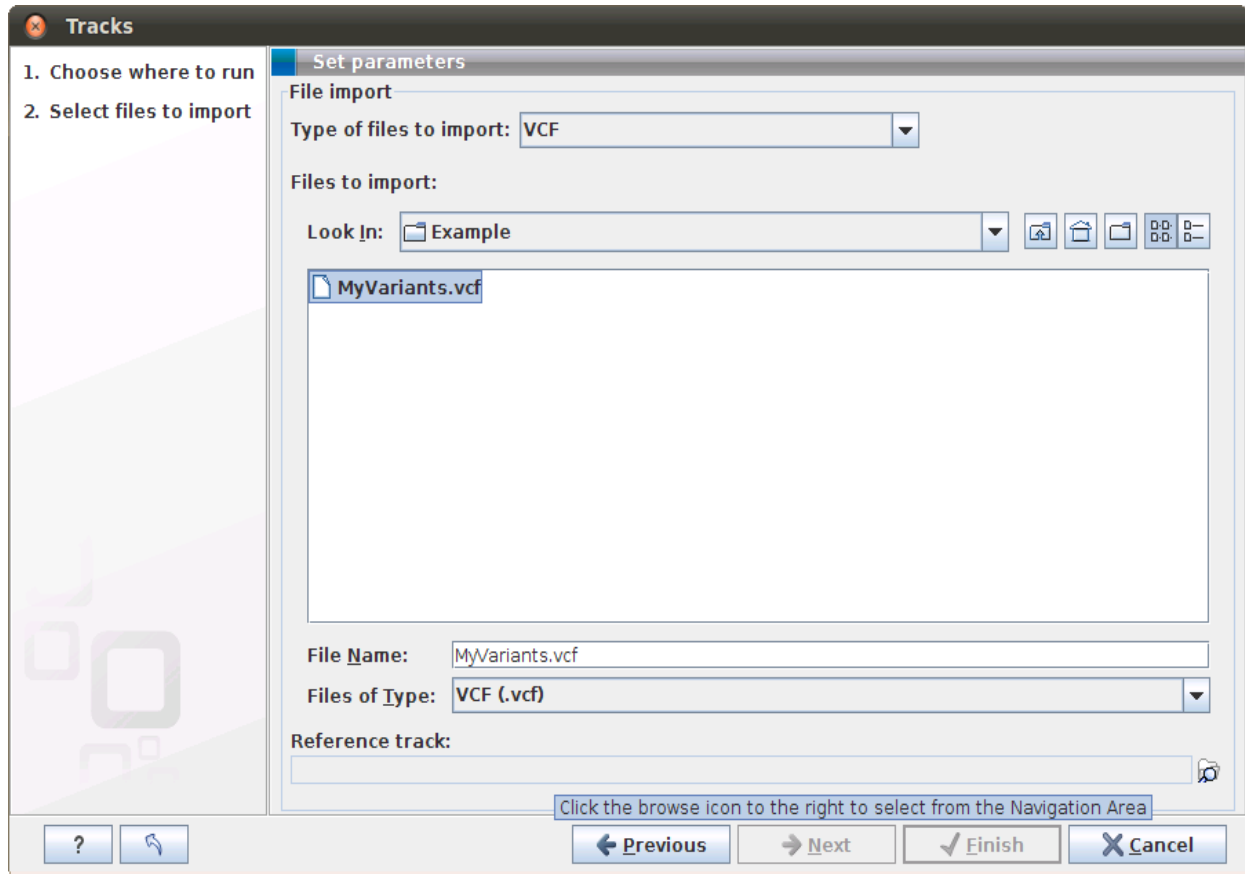 Tracks
1. Choose where to run
2. Select files to import
Set parameters
File import
Type of files to import: VCF
Files to import:
Look In: Example
MyVariants.vcf
File Name: MyVariants.vcf
Files of Type: VCF (.vcf)
Reference track:
Click the browse icon to the right to select from the Navigation Area
? Previous Next Finish Cancel